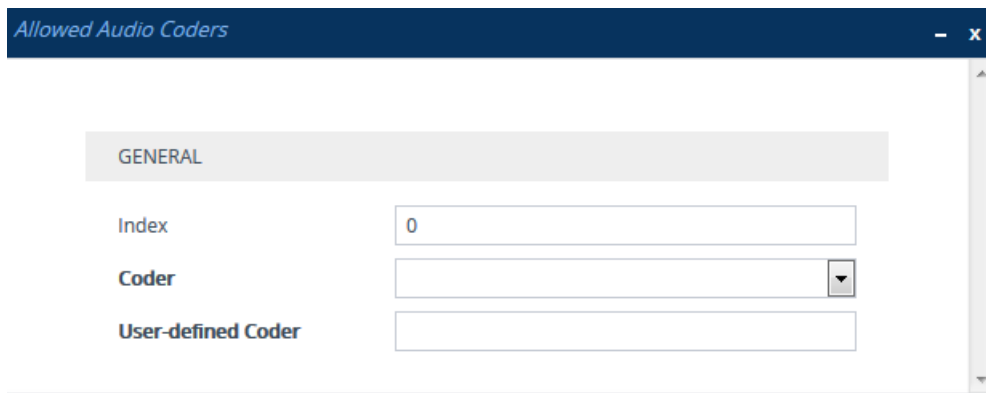 Allowed Audio Coders
– x
GENERAL
Index 0
Coder
User-defined Coder